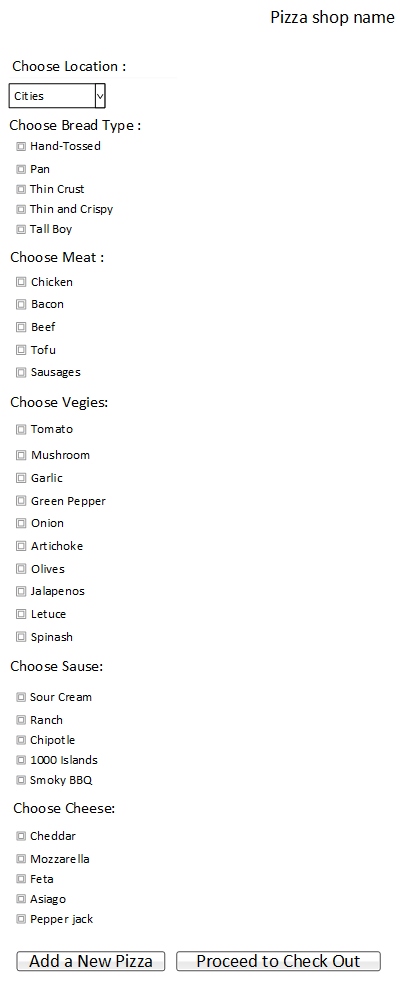 Pizza shop name
Choose Location :
Cities
Choose Bread Type :
Hand-Tossed
Pan
Thin Crust
Thin and Crispy
Tall Boy
Choose Meat :
Chicken
Bacon
Beef
Tofu
Sausages
Choose Vegies:
Tomato
Mushroom
Garlic
Green Pepper
Onion
Artichoke
Olives
Jalapenos
Letuce
Spinash
Choose Sause:
Sour Cream
Ranch
Chipotle
1000 Islands
Smoky BBQ
Choose Cheese:
Cheddar
Mozzarella
Feta
Asiago
Pepper jack
Add a New Pizza Proceed to Check Out